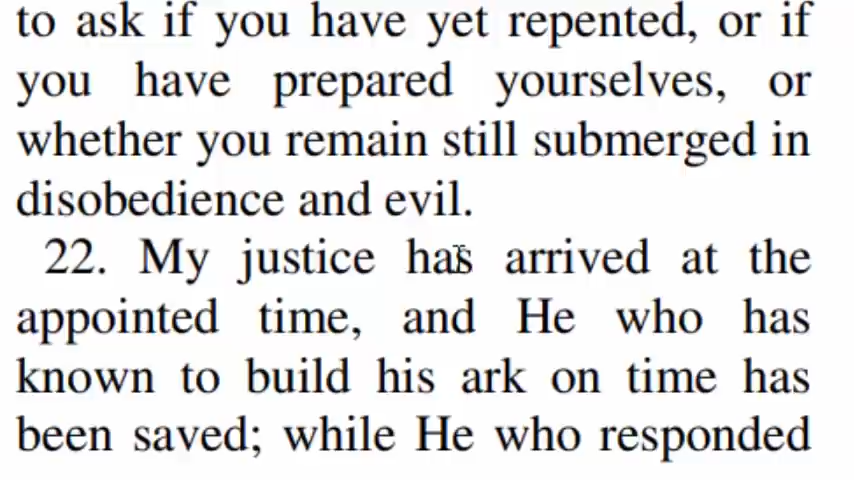 to ask if you have yet repented, or if
you have prepared yourselves, or
whether you remain still submerged in
disobedience and evil.
22. My justice has arrived at the
appointed time, and He who has
known to build his ark on time has
been saved; while He who responded